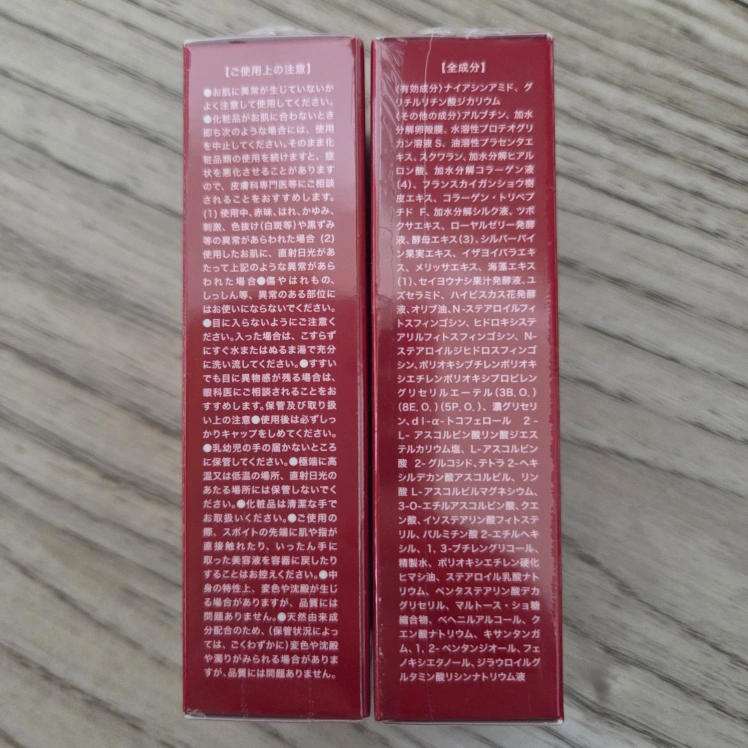 【ご使用上の注意】
●お肌に異常が生じていないか
よく注意して使用してください。
●化粧品がお肌に合わないとき
即ち次のような場合には、使用
を中止してください。そのまま化
粧品類の使用を続けますと、症
状を悪化させることがあります
ので、皮膚科専門医等にご相談
されることをおすすめします。
(1)使用中、赤味、はれ、かゆみ、
刺激、色抜け(白斑等)や黒ずみ
等の異常があらわれた場合 (2)
使用したお肌に、直射日光があ
たって上記のような異常があら
われた場合●傷やはれもの、
しっしん等、異常のある部位に
はお使いにならないでください。
●目に入らないようにご注意く
ださい。入った場合は、こすらず
にすぐ水またはぬるま湯で充分
に洗い流してください。●すすい
でも目に異物感が残る場合は、
眼科医にご相談されることをお
すすめします。保管及び取り扱
い上の注意●使用後は必ずしっ
かりキャップをしめてください。
●乳幼児の手の届かないところ
に保管してください。●極端に高
温又は低温の場所、直射日光の
あたる場所には保管しないでく
ださい。●化粧品は清潔な手で
お取扱いください。●ご使用の
際、スポイトの先端に肌や指が
直接触れたり、いったん手に
取った美容液を容器に戻したり
することはお控えください。●中
身の特性上、変色や沈殿が生じ
る場合がありますが、品質には
問題ありません。●天然由来成
分配合のため、(保管状況によっ
ては、ごくわずかに)変色や沈殿
や濁りがみられる場合がありま
すが、品質には問題ありません。
【全成分】
〈有効成分〉ナイアシンアミド、グ
リチルリチン酸ジカリウム
〈その他の成分〉アルブチン、加水
分解卵殻膜、水溶性プロテオグリ
カン溶液S、油溶性プラセンタエ
キス、スクワラン、加水分解ヒアル
ロン酸、加水分解コラーゲン液
(4)、フランスカイガンショウ樹
皮エキス、コラーゲン・トリペプ
チド F、加水分解シルク液、ツボ
クサエキス、ローヤルゼリー発酵
液、酵母エキス(3)、シルバーバイ
ン果実エキス、イザヨイバラエキ
ス、メリッサエキス、海藻エキス
(1)、セイヨウナシ果汁発酵液、ユ
ズセラミド、ハイビスカス花発酵
液、オリブ油、N-ステアロイルフィ
トスフィンゴシン、ヒドロキシステ
アリルフィトスフィンゴシン、N-
ステアロイルジヒドロスフィンゴ
シン、ポリオキシブチレンポリオキ
シエチレンポリオキシプロピレン
グリセリルエーテル(3B.O.)
(8E.O.)(5P.O.)、濃グリセリ
ン、dl-α-トコフェロール 2-
L-アスコルビン酸リン酸ジエス
テルカリウム塩、L-アスコルビン
酸 2-グルコシド、テトラ2-ヘキ
シルデカン酸アスコルビル、リン
酸L-アスコルビルマグネシウム、
3-O-エチルアスコルビン酸、クエ
ン酸、イソステアリン酸フィトステ
リル、パルミチン酸2-エチルヘキ
シル、1,3-ブチレングリコール、
精製水、ポリオキシエチレン硬化
ヒマシ油、ステアロイル乳酸ナト
リウム、ペンタステアリン酸デカ
グリセリル、マルトース・ショ糖
縮合物、ベヘニルアルコール、ク
エン酸ナトリウム、キサンタンガ
ム、1,2-ペンタンジオール、フェ
ノキシエタノール、ジラウロイルグ
ルタミン酸リシンナトリウム液